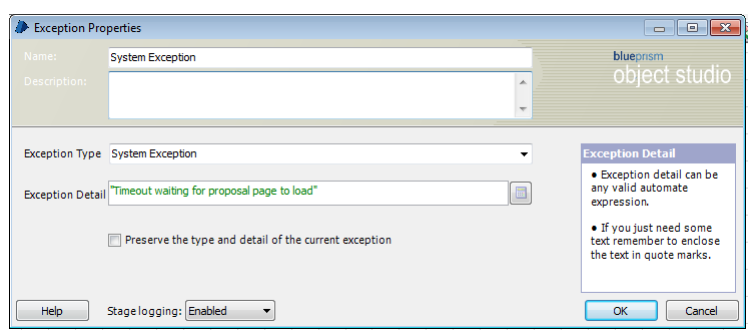 Exception Properties
Name: System Exception
blueprism
object studio
Description:
Exception Type System Exception
Exception Detail "Timeout waiting for proposal page to load"
Preserve the type and detail of the current exception
Exception Detail
• Exception detail can be
any valid automate
expression.
• If you just need some
text remember to enclose
the text in quote marks.
Help Stage logging: Enabled OK Cancel